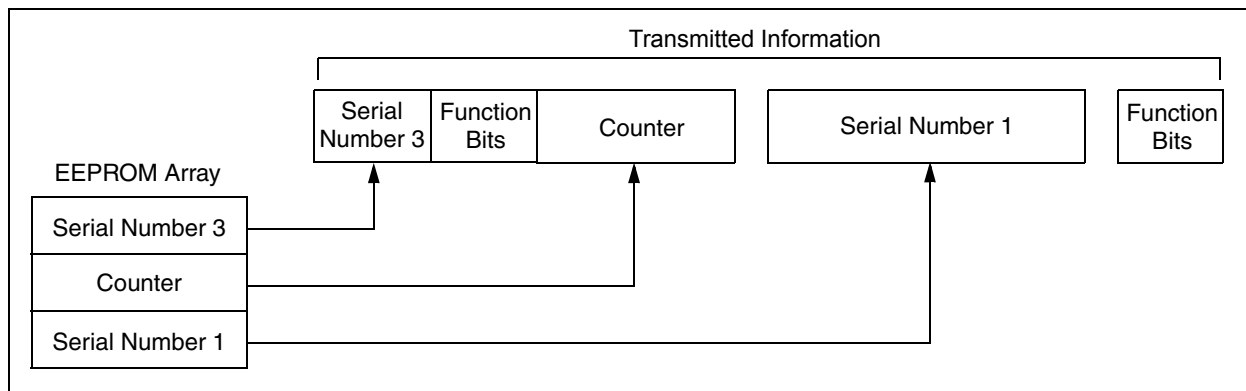 Transmitted Information
Serial
Number 3
Function
Bits
Counter
Serial Number 1
Function
Bits
EEPROM Array
Serial Number 3
Counter
Serial Number 1